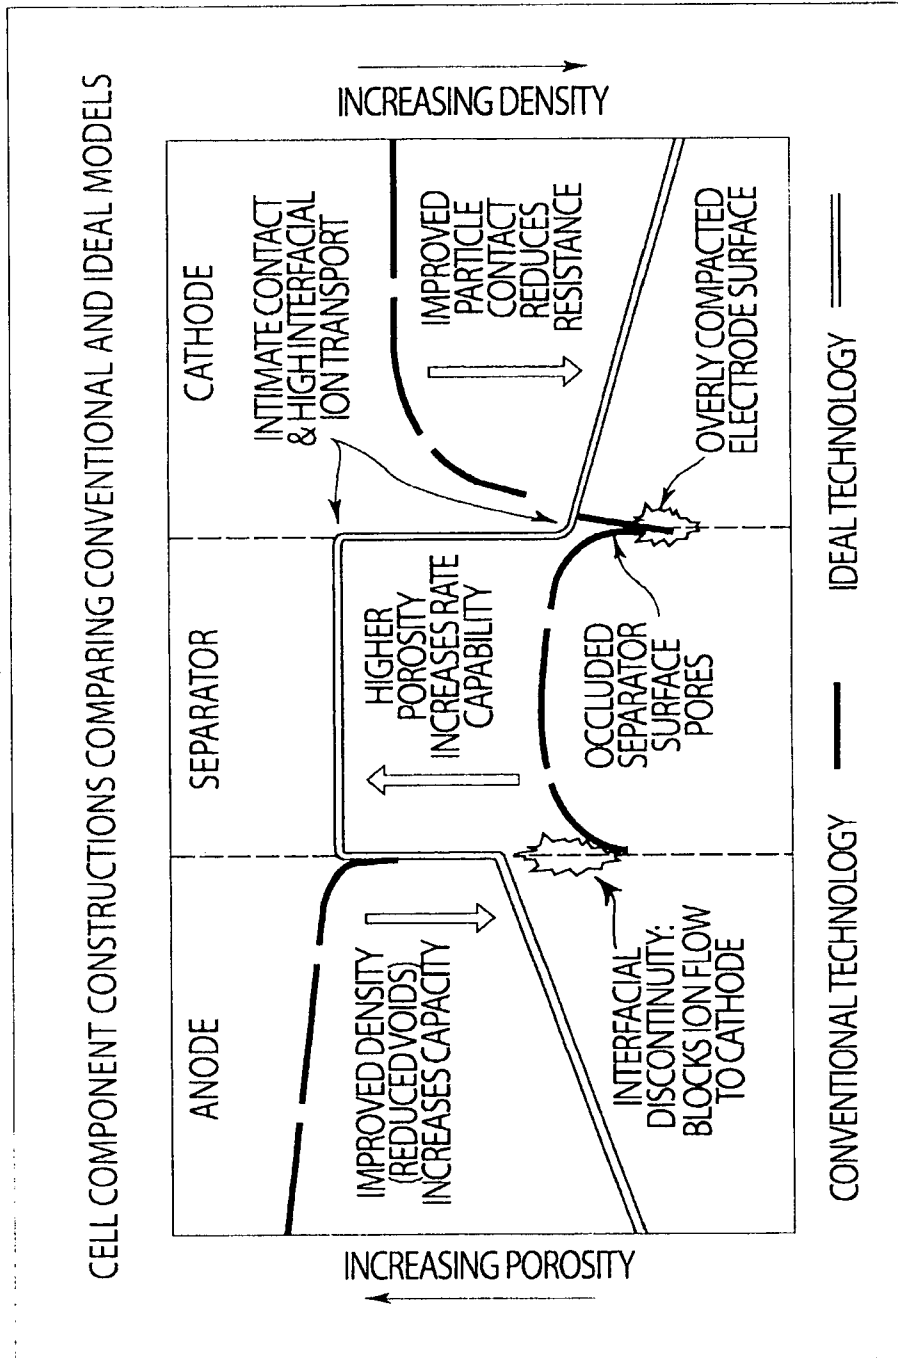 CELL COMPONENT CONSTRUCTIONS COMPARING CONVENTIONAL AND IDEAL MODELS
ANODE
SEPARATOR
CATHODE
INCREASING POROSITY
INCREASING DENSITY
IMPROVED DENSITY
(REDUCED VOIDS)
INCREASES CAPACITY
INTERFACIAL
DISCONTINUITY:
BLOCKS ION FLOW
TO CATHODE
HIGHER
POROSITY
INCREASES RATE
CAPABILITY
OCCLUDED
SEPARATOR
SURFACE
PORES
INTIMATE CONTACT
& HIGH INTERFACIAL
ION TRANSPORT
IMPROVED
PARTICLE
CONTACT
REDUCES
RESISTANCE
OVERLY COMPACTED
ELECTRODE SURFACE
CONVENTIONAL TECHNOLOGY
IDEAL TECHNOLOGY